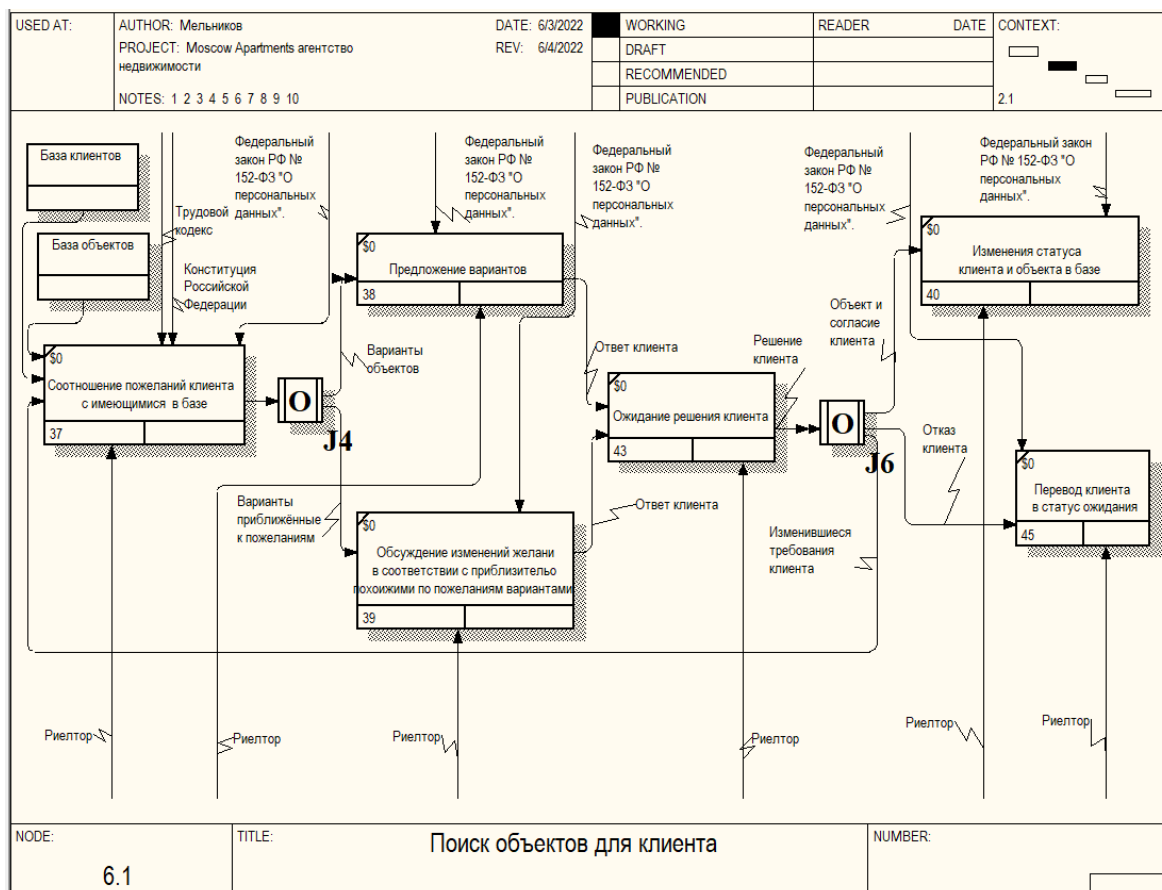 USED AT:
AUTHOR: Мельников
DATE: 6/3/2022
PROJECT: Moscow Apartments агентство
недвижимости
REV: 6/4/2022
NOTES: 1 2 3 4 5 6 7 8 9 10
WORKING
DRAFT
RECOMMENDED
PUBLICATION
READER
DATE
CONTEXT:
2.1
База клиентов
База объектов
Трудовой
кодекс
Конституция
Российской
Федерации
Федеральный
закон РФ №
152-ФЗ "О
персональных
данных".
Федеральный
закон РФ №
152-ФЗ "О
персональных
данных".
Федеральный
закон РФ №
152-ФЗ "О
персональных
данных".
Федеральный
закон РФ №
152-ФЗ "О
персональных
данных".
Федеральный закон
РФ № 152-ФЗ "О
персональных
данных".
$0
Соотношение пожеланий клиента
с имеющимися в базе
37
O
J4
Варианты
объектов
Варианты
приближённые
к пожеланиям
$0
Предложение вариантов
38
$0
Обсуждение изменений желани
в соответствии с приблизительо
похоижими по пожеланиям вариантами
39
Ответ клиента
Ответ клиента
$0
Ожидание решения клиента
43
Решение
клиента
O
J6
Объект и
согласие
клиента
Отказ
клиента
Изменившиеся
требования
клиента
$0
Изменения статуса
клиента и объекта в базе
40
$0
Перевод клиента
в статус ожидания
45
Риелтор
Риелтор
Риелтор
Риелтор
Риелтор
Риелтор
NODE:
6.1
TITLE:
Поиск объектов для клиента
NUMBER: